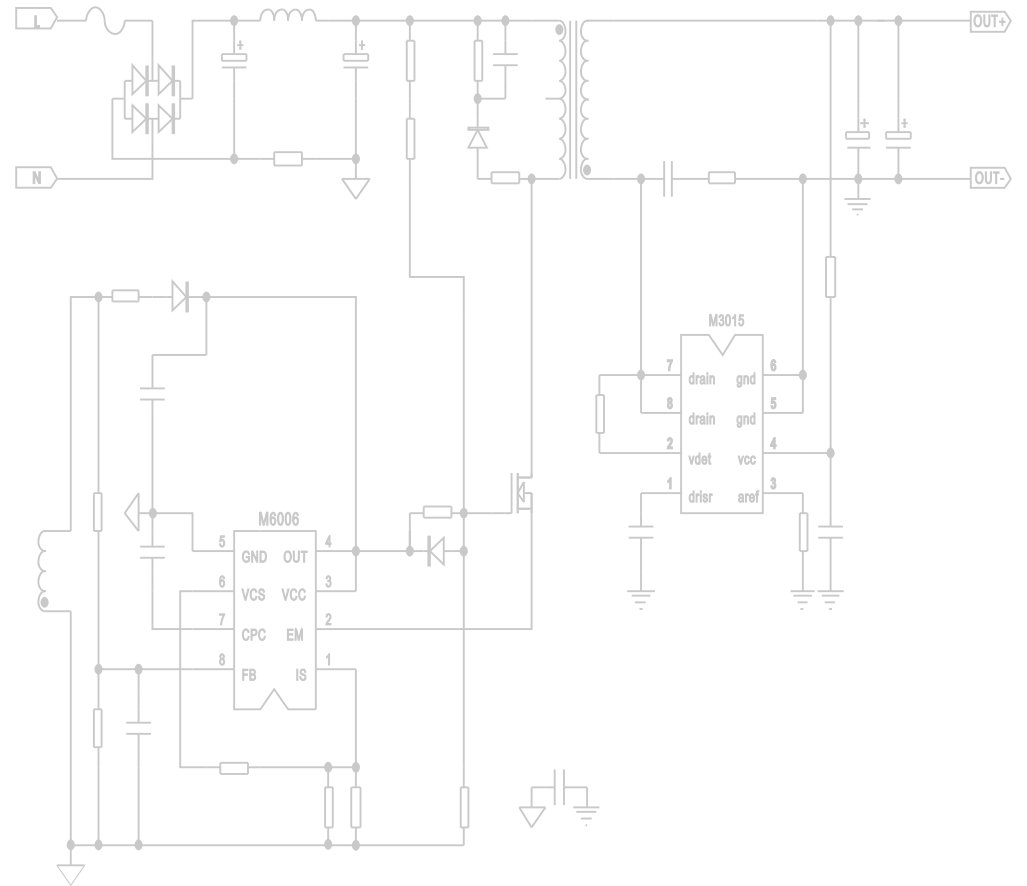 L
OUT+
+
+
+
+
N
OUT-
M3015
7
drain
gnd
6
8
drain
gnd
5
2
vdet
vcc
4
1
drisr
aref
3
M6006
5
GND
OUT
4
6
VCS
VCC
3
7
CPC
EM
2
8
FB
IS
1